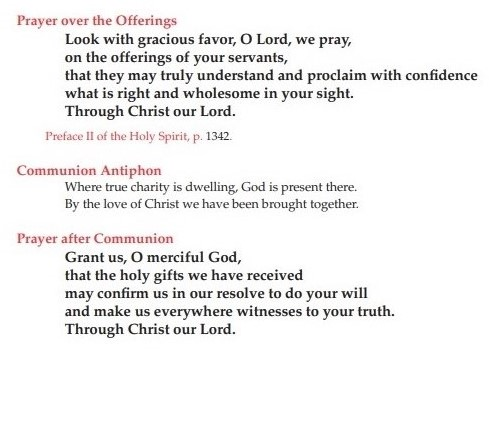 Prayer over the Offerings
Look with gracious favor, O Lord, we pray,
on the offerings of your servants,
that they may truly understand and proclaim with confidence
what is right and wholesome in your sight.
Through Christ our Lord.
Preface II of the Holy Spirit, p. 1342.
Communion Antiphon
Where true charity is dwelling, God is present there.
By the love of Christ we have been brought together.
Prayer after Communion
Grant us, O merciful God,
that the holy gifts we have received
may confirm us in our resolve to do your will
and make us everywhere witnesses to your truth.
Through Christ our Lord.